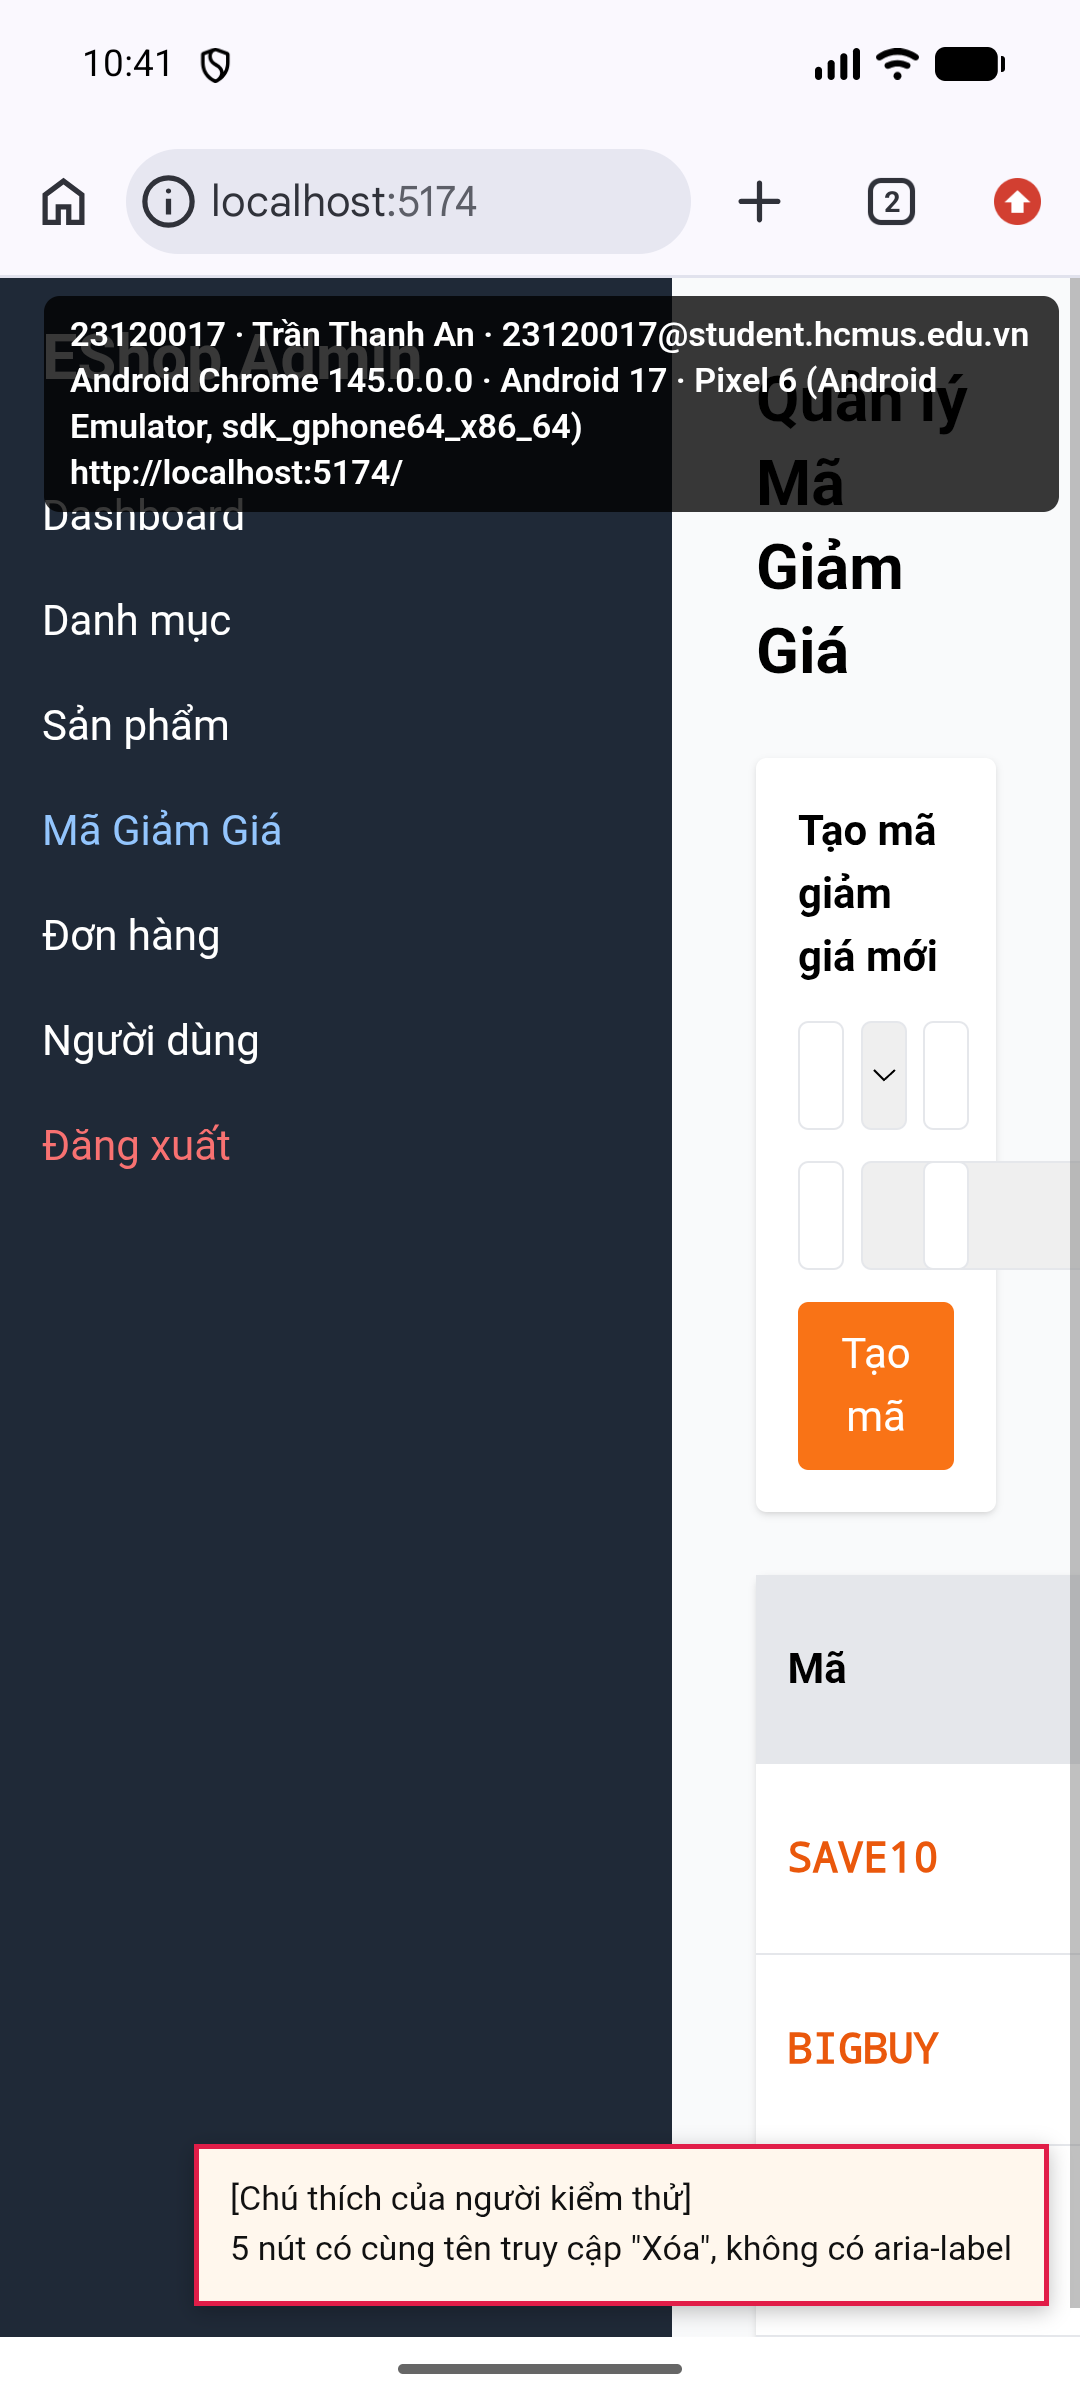 10:41
localhost:5174
2
23120017 · Trần Thanh An · 23120017@student.hcmus.edu.vn
Android Chrome 145.0.0.0 · Android 17 · Pixel 6 (Android
Emulator, sdk_gphone64_x86_64)
http://localhost:5174/
EShop Admin
Dashboard
Danh mục
Sản phẩm
Mã Giảm Giá
Đơn hàng
Người dùng
Đăng xuất
Quản lý
Mã
Giảm
Giá
Tạo mã
giảm
giá mới
Tạo
mã
Mã
SAVE10
BIGBUY
[Chú thích của người kiểm thử]
5 nút có cùng tên truy cập "Xóa", không có aria-label